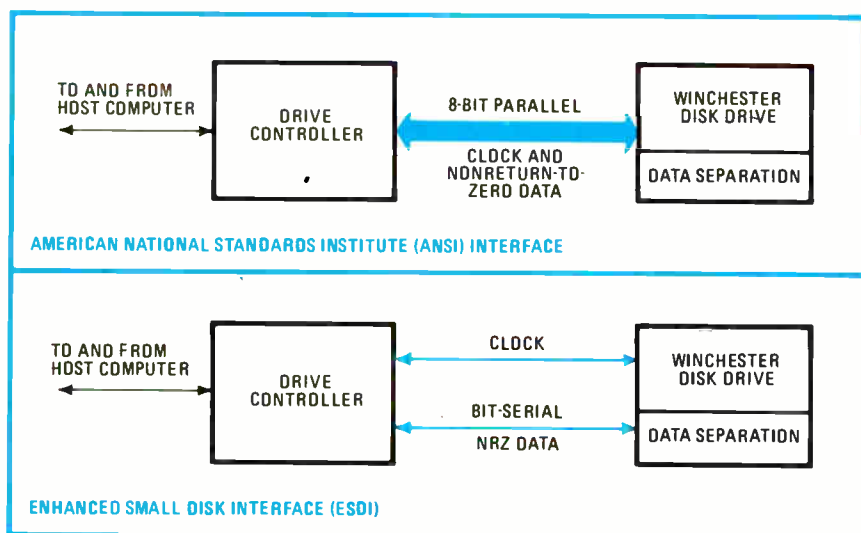 TO AND FROM
HOST COMPUTER
DRIVE
CONTROLLER
8-BIT PARALLEL
CLOCK AND
NONRETURN-TO-
ZERO DATA
WINCHESTER
DISK DRIVE
DATA SEPARATION
AMERICAN NATIONAL STANDARDS INSTITUTE (ANSI) INTERFACE
TO AND FROM
HOST COMPUTER
DRIVE
CONTROLLER
CLOCK
BIT-SERIAL
NRZ DATA
WINCHESTER
DISK DRIVE
DATA SEPARATION
ENHANCED SMALL DISK INTERFACE (ESDI)